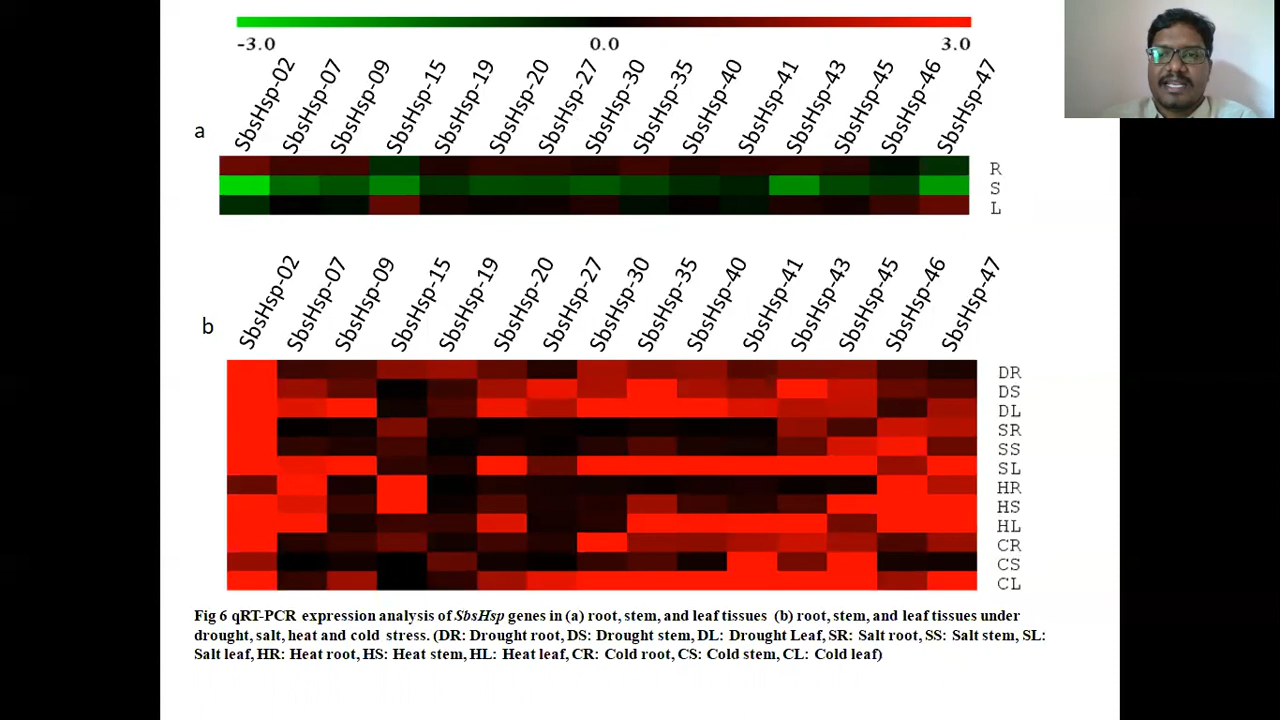 -3.0 0.0 3.0
a
SbsHsp-02 SbsHsp-07 SbsHsp-09 SbsHsp-15 SbsHsp-19 SbsHsp-20 SbsHsp-27 SbsHsp-30 SbsHsp-35 SbsHsp-40 SbsHsp-41 SbsHsp-43 SbsHsp-45 SbsHsp-46 SbsHsp-47
R
S
L
b
SbsHsp-02 SbsHsp-07 SbsHsp-09 SbsHsp-15 SbsHsp-19 SbsHsp-20 SbsHsp-27 SbsHsp-30 SbsHsp-35 SbsHsp-40 SbsHsp-41 SbsHsp-43 SbsHsp-45 SbsHsp-46 SbsHsp-47
DR
DS
DL
SR
SS
SL
HR
HS
HL
CR
CS
CL
Fig 6 qRT-PCR expression analysis of SbsHsp genes in (a) root, stem, and leaf tissues (b) root, stem, and leaf tissues under
drought, salt, heat and cold stress. (DR: Drought root, DS: Drought stem, DL: Drought Leaf, SR: Salt root, SS: Salt stem, SL:
Salt leaf, HR: Heat root, HS: Heat stem, HL: Heat leaf, CR: Cold root, CS: Cold stem, CL: Cold leaf)